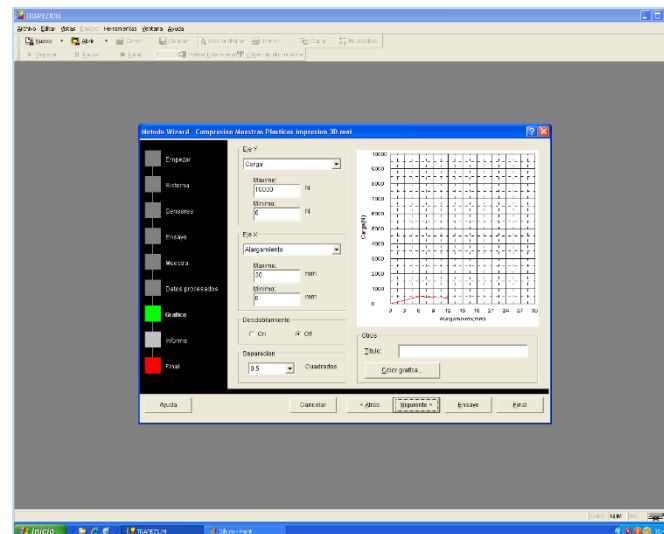 TRAPEZIUM
Archivo Editar Vistas Ensayo Herramientas Ventana Ayuda
Nuevo Abrir
Metodo Wizard - Compresion Muestras Plasticos Impresion 3D.mai
Empezar
Sistema
Sensores
Ensayo
Muestra
Datos procesados
Grafico
Informe
Final
Eje Y
Carga
Maximo:
10000 N
Minimo:
0 N
Eje X
Alargamiento
Maximo:
30 mm
Minimo:
0 mm
Desdoblamiento
On Off
Separacion
0.5 Cuadrados
10000
9000
8000
7000
6000
5000
4000
3000
2000
1000
0
0 3 6 9 12 15 18 21 24 27 30
Carga(N)
Alargamiento(mm)
Otros
Titulo:
Color grafica...
Ayuda Cancelar < Atras Siguiente > Ensayo Final
NUM
Inicio TRAPEZIUM Dibujo - Paint